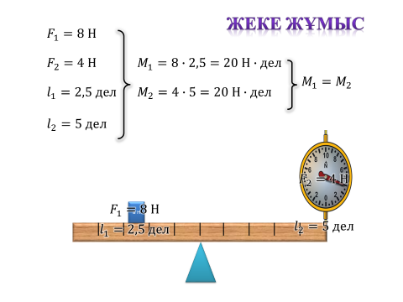 ЖЕКЕ ЖҰМЫС
F₁ = 8 Н
F₂ = 4 Н
l₁ = 2,5 дел
l₂ = 5 дел
M₁ = 8 · 2,5 = 20 Н · дел
M₂ = 4 · 5 = 20 Н · дел
M₁ = M₂
F₁ = 8 Н
l₁ = 2,5 дел
l₂ = 5 дел